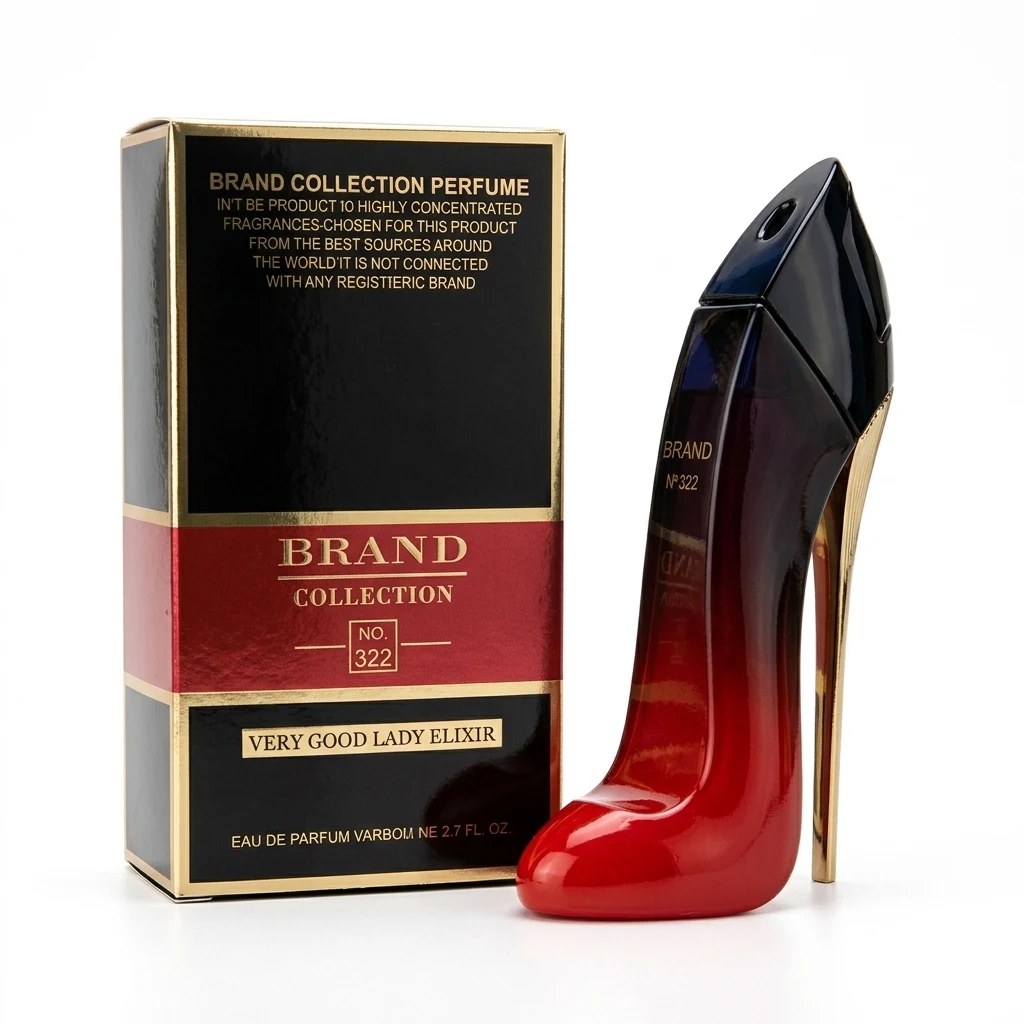 BRAND COLLECTION PERFUME
IN'T BE PRODUCT 10 HIGHLY CONCENTRATED
FRAGRANCES-CHOSEN FOR THIS PRODUCT
FROM THE BEST SOURCES AROUND
THE WORLD'IT IS NOT CONNECTED
WITH ANY REGISTIERIC BRAND
BRAND
COLLECTION
NO.
322
VERY GOOD LADY ELIXIR
EAU DE PARFUM VARBOM NE 2.7 FL. OZ.
BRAND
Nº322